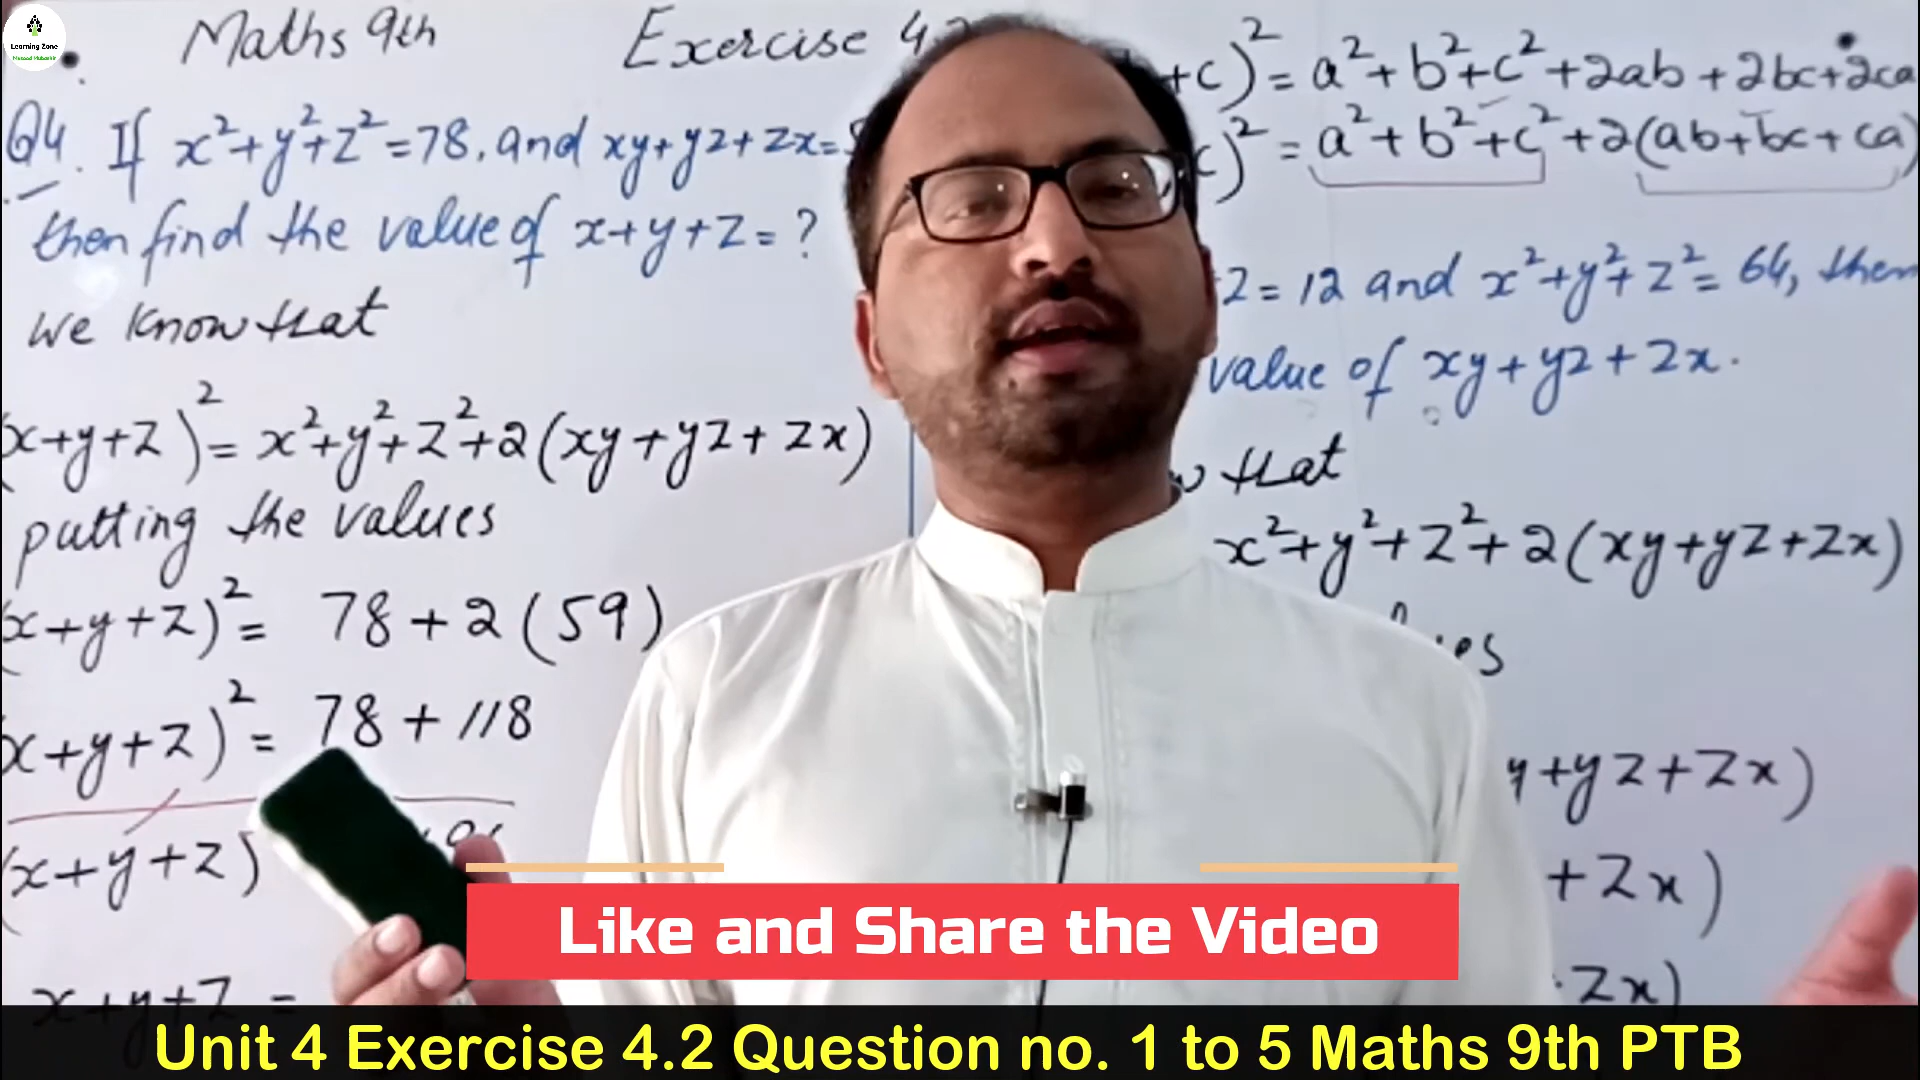 Learning Zone
Maths 9th Exercise 4.2
+c)² = a² + b² + c² + 2ab + 2bc + 2ca
c)² = a² + b² + c² + 2(ab + bc + ca)
Q4. If x² + y² + z² = 78, and xy + yz + zx =
then find the value of x + y + z = ?
we know that
(x + y + z)² = x² + y² + z² + 2(xy + yz + zx)
putting the values
(x + y + z)² = 78 + 2(59)
(x + y + z)² = 78 + 118
(x + y + z)
x + y + z =
z = 12 and x² + y² + z² = 64, then
value of xy + yz + zx.
that
x² + y² + z² + 2(xy + yz + zx)
y + yz + zx)
+ zx)
zx)
Like and Share the Video
Unit 4 Exercise 4.2 Question no. 1 to 5 Maths 9th PTB